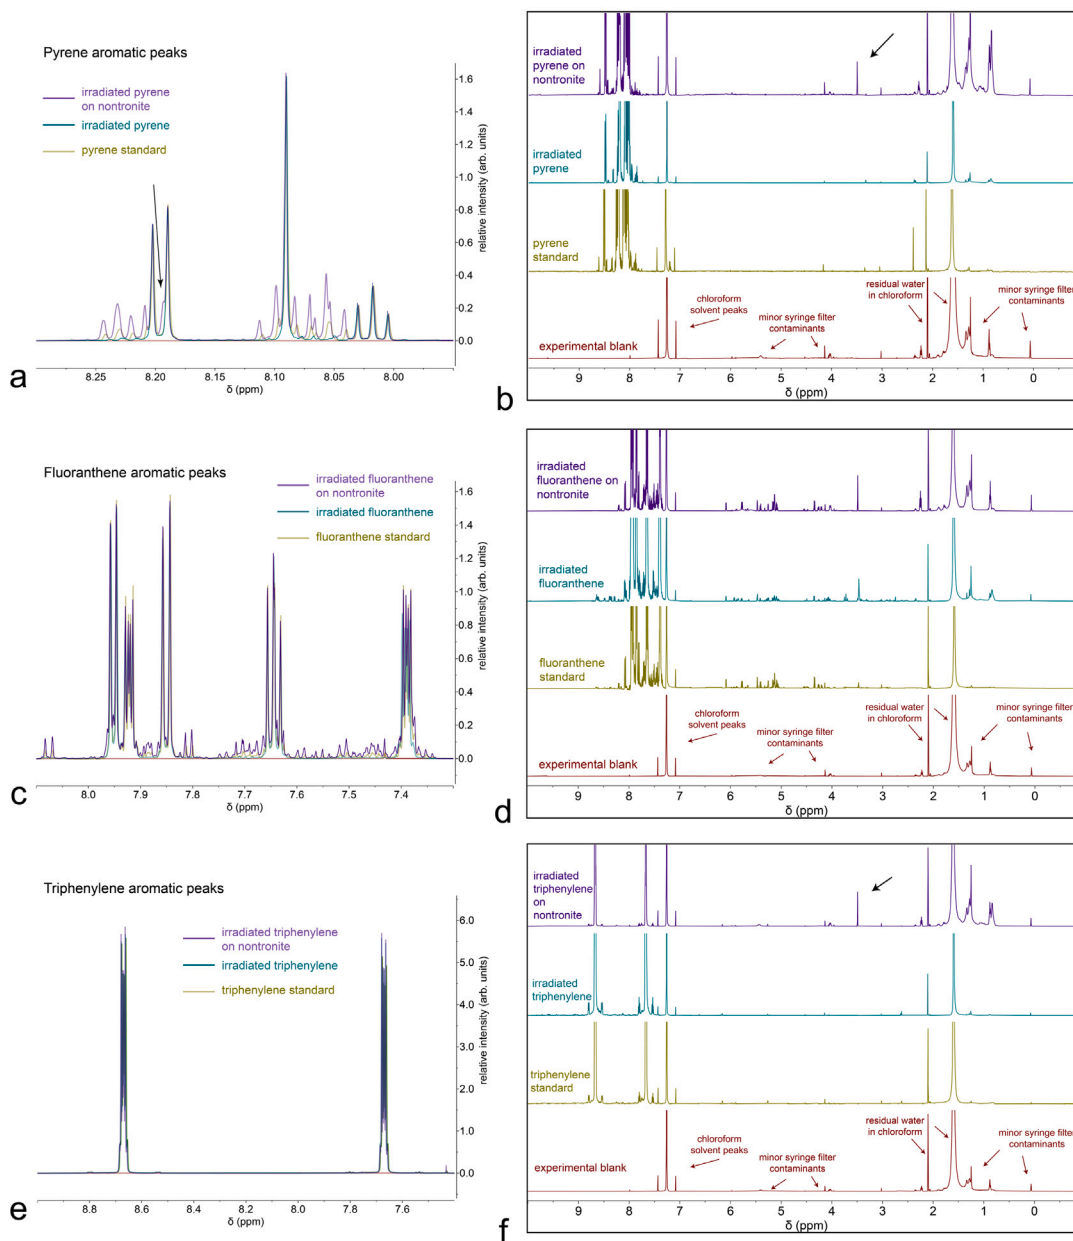 Pyrene aromatic peaks
irradiated pyrene
on nontronite
irradiated pyrene
pyrene standard
1.6
1.4
1.2
1.0
0.8
0.6
0.4
0.2
0.0
relative intensity (arb. units)
8.25
8.20
8.15
8.10
8.05
8.00
δ (ppm)
a
irradiated
pyrene on
nontronite
irradiated
pyrene
pyrene
standard
experimental blank
chloroform
solvent peaks
minor syringe filter
contaminants
residual water
in chloroform
minor syringe filter
contaminants
9 8 7 6 5 4 3 2 1 0
δ (ppm)
b
Fluoranthene aromatic peaks
irradiated fluoranthene
on nontronite
irradiated fluoranthene
fluoranthene standard
1.6
1.4
1.2
1.0
0.8
0.6
0.4
0.2
0.0
relative intensity (arb. units)
8.0
7.9
7.8
7.7
7.6
7.5
7.4
δ (ppm)
c
irradiated
fluoranthene on
nontronite
irradiated
fluoranthene
fluoranthene
standard
experimental blank
chloroform
solvent peaks
minor syringe filter
contaminants
residual water
in chloroform
minor syringe filter
contaminants
9 8 7 6 5 4 3 2 1 0
δ (ppm)
d
Triphenylene aromatic peaks
irradiated triphenylene
on nontronite
irradiated triphenylene
triphenylene standard
6.0
5.0
4.0
3.0
2.0
1.0
0.0
relative intensity (arb. units)
8.8
8.6
8.4
8.2
8.0
7.8
7.6
δ (ppm)
e
irradiated
triphenylene
on
nontronite
irradiated
triphenylene
triphenylene
standard
experimental blank
chloroform
solvent peaks
minor syringe filter
contaminants
residual water
in chloroform
minor syringe filter
contaminants
9 8 7 6 5 4 3 2 1 0
δ (ppm)
f